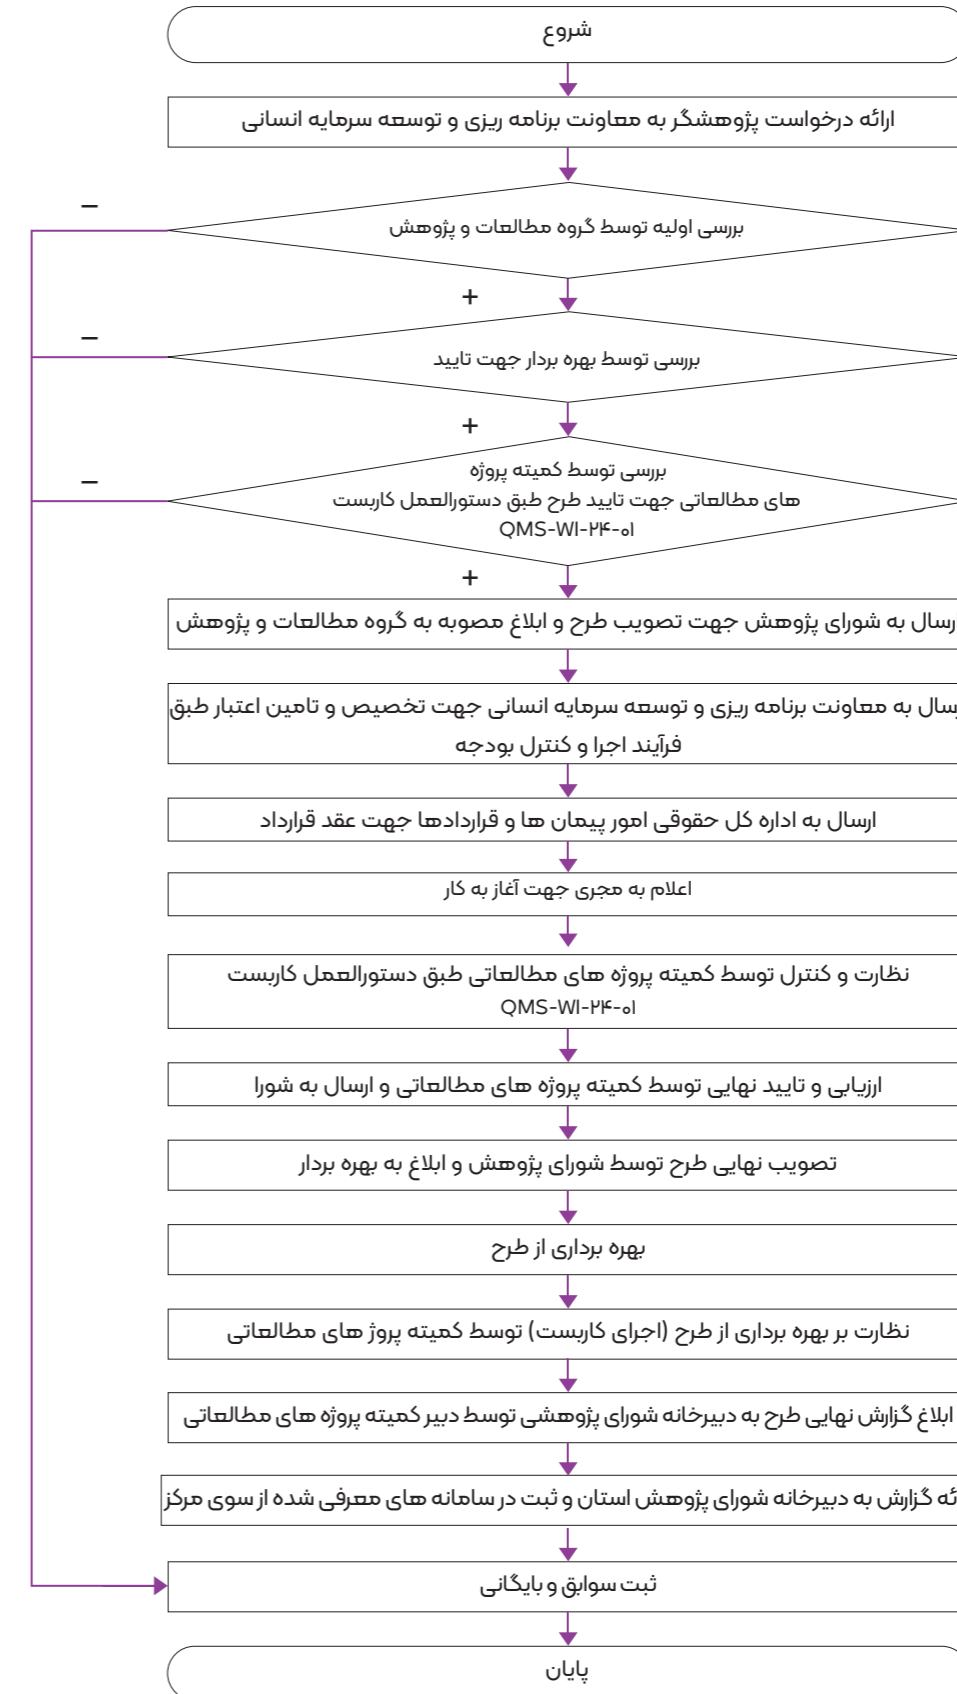 شروع
ارائه درخواست پژوهشگر به معاونت برنامه ریزی و توسعه سرمایه انسانی
–
بررسی اولیه توسط گروه مطالعات و پژوهش
+
–
بررسی توسط بهره بردار جهت تایید
+
–
بررسی توسط کمیته پروژه
های مطالعاتی جهت تایید طرح طبق دستورالعمل کاربست
QMS-WI-۲۴-۰۱
+
ارسال به شورای پژوهش جهت تصویب طرح و ابلاغ مصوبه به گروه مطالعات و پژوهش
به معاونت برنامه ریزی و توسعه سرمایه انسانی جهت تخصیص و تامین اعتبار طبق
فرآیند اجرا و کنترل بودجه
ارسال به اداره کل حقوقی امور پیمان ها و قراردادها جهت عقد قرارداد
اعلام به مجری جهت آغاز به کار
نظارت و کنترل توسط کمیته پروژه های مطالعاتی طبق دستورالعمل کاربست
QMS-WI-۲۴-۰۱
ارزیابی و تایید نهایی توسط کمیته پروژه های مطالعاتی و ارسال به شورا
تصویب نهایی طرح توسط شورای پژوهش و ابلاغ به بهره بردار
بهره برداری از طرح
نظارت بر بهره برداری از طرح (اجرای کاربست) توسط کمیته پروژ های مطالعاتی
ابلاغ گزارش نهایی طرح به دبیرخانه شورای پژوهشی توسط دبیر کمیته پروژه های مطالعاتی
گزارش به دبیرخانه شورای پژوهش استان و ثبت در سامانه های معرفی شده از سوی مرکز
ثبت سوابق و بایگانی
پایان